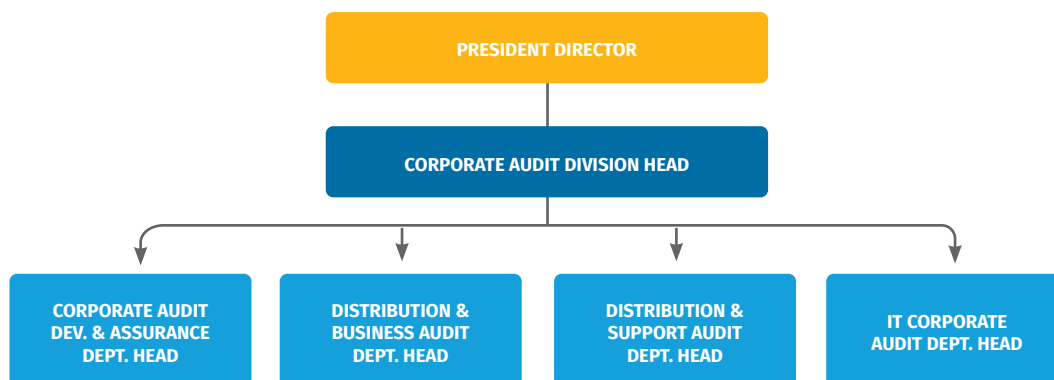 PRESIDENT DIRECTOR
CORPORATE AUDIT DIVISION HEAD
CORPORATE AUDIT
DEV. & ASSURANCE
DEPT. HEAD
DISTRIBUTION &
BUSINESS AUDIT
DEPT. HEAD
DISTRIBUTION &
SUPPORT AUDIT
DEPT. HEAD
IT CORPORATE
AUDIT DEPT. HEAD